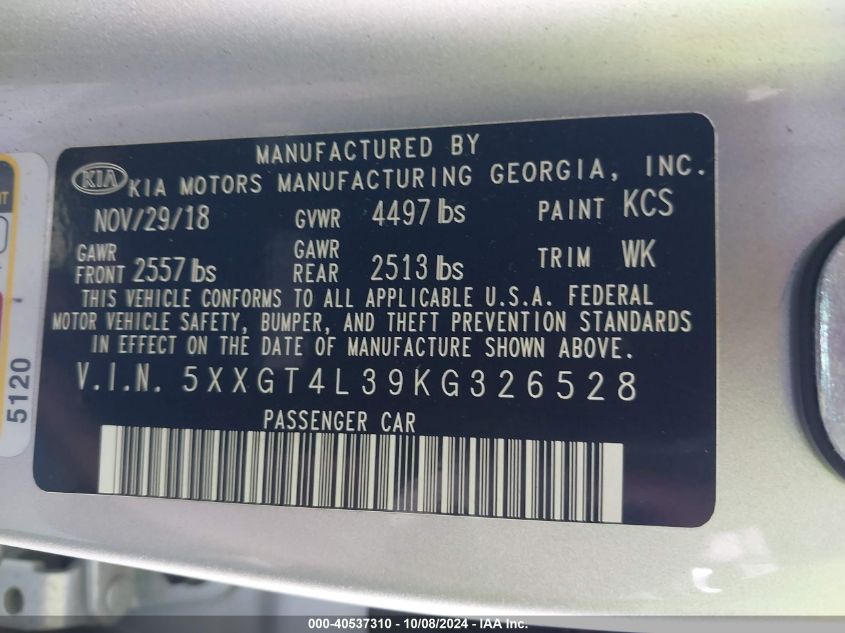 MANUFACTURED BY
KIA KIA MOTORS MANUFACTURING GEORGIA, INC.
NOV/29/18 GVWR 4497 lbs PAINT KCS
GAWR FRONT 2557 lbs GAWR REAR 2513 lbs TRIM WK
THIS VEHICLE CONFORMS TO ALL APPLICABLE U.S.A. FEDERAL
MOTOR VEHICLE SAFETY, BUMPER, AND THEFT PREVENTION STANDARDS
IN EFFECT ON THE DATE OF MANUFACTURE SHOWN ABOVE.
V.I.N. 5XXGT4L39KG326528
PASSENGER CAR
5120
000-40537310 - 10/08/2024 - IAA Inc.